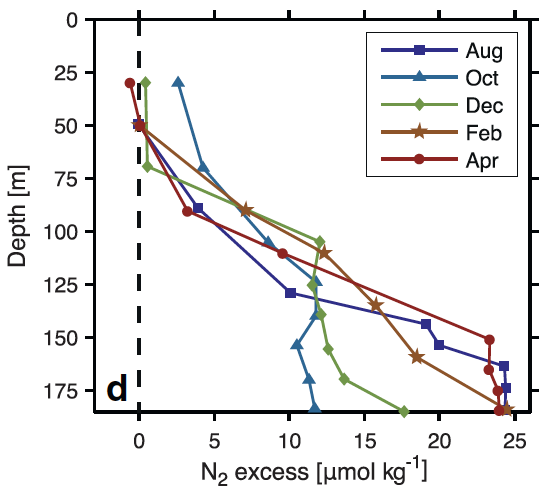 0
25
50
75
100
125
150
175
Depth [m]
Aug
Oct
Dec
Feb
Apr
d
0 5 10 15 20 25
N₂ excess [μmol kg⁻¹]